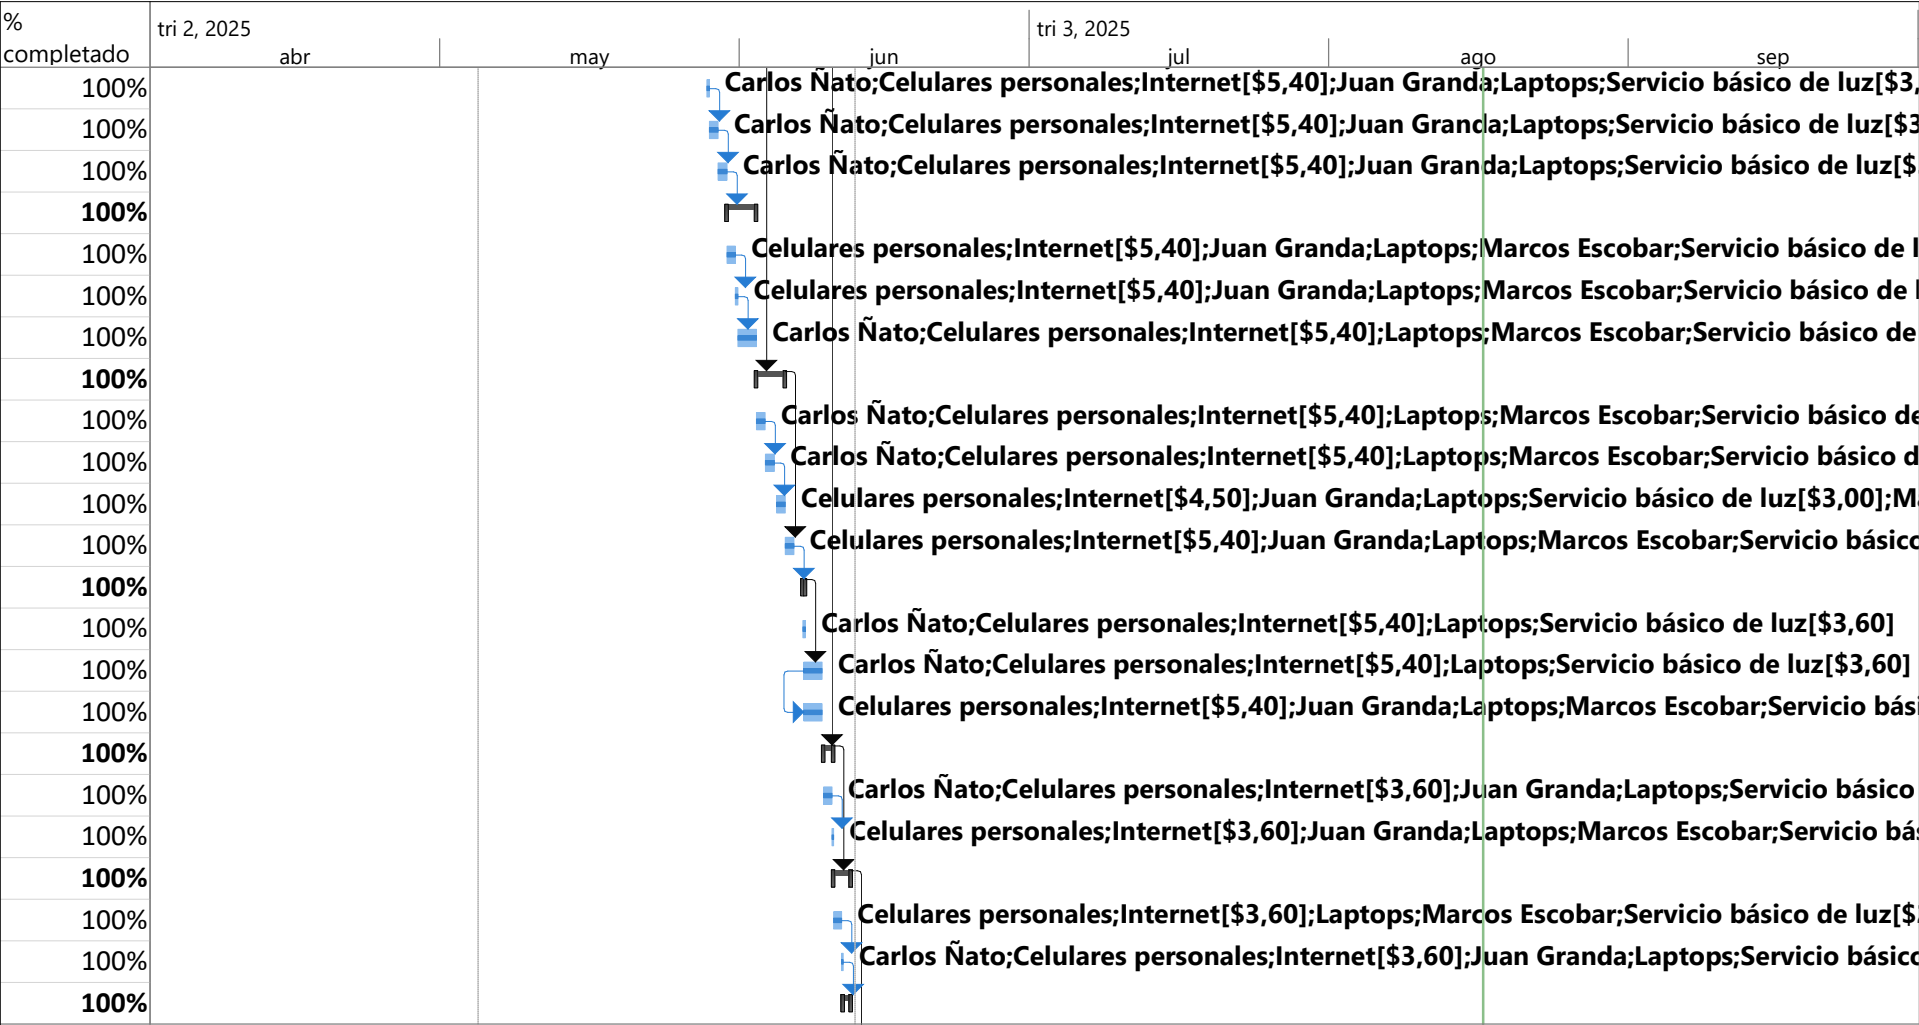 %
completado
tri 2, 2025
tri 3, 2025
abr
may
jun
jul
ago
sep
100% Carlos Ñato;Celulares personales;Internet[$5,40];Juan Granda;Laptops;Servicio básico de luz[$3,
100% Carlos Ñato;Celulares personales;Internet[$5,40];Juan Granda;Laptops;Servicio básico de luz[$3
100% Carlos Ñato;Celulares personales;Internet[$5,40];Juan Granda;Laptops;Servicio básico de luz[$
100%
100% Celulares personales;Internet[$5,40];Juan Granda;Laptops;Marcos Escobar;Servicio básico de
100% Celulares personales;Internet[$5,40];Juan Granda;Laptops;Marcos Escobar;Servicio básico de
100% Carlos Ñato;Celulares personales;Internet[$5,40];Laptops;Marcos Escobar;Servicio básico de
100%
100% Carlos Ñato;Celulares personales;Internet[$5,40];Laptops;Marcos Escobar;Servicio básico de
100% Carlos Ñato;Celulares personales;Internet[$5,40];Laptops;Marcos Escobar;Servicio básico d
100% Celulares personales;Internet[$4,50];Juan Granda;Laptops;Servicio básico de luz[$3,00];Ma
100% Celulares personales;Internet[$5,40];Juan Granda;Laptops;Marcos Escobar;Servicio básico
100%
100% Carlos Ñato;Celulares personales;Internet[$5,40];Laptops;Servicio básico de luz[$3,60]
100% Carlos Ñato;Celulares personales;Internet[$5,40];Laptops;Servicio básico de luz[$3,60]
100% Celulares personales;Internet[$5,40];Juan Granda;Laptops;Marcos Escobar;Servicio bási
100%
100% Carlos Ñato;Celulares personales;Internet[$3,60];Juan Granda;Laptops;Servicio básico
100% Celulares personales;Internet[$3,60];Juan Granda;Laptops;Marcos Escobar;Servicio bás
100%
100% Celulares personales;Internet[$3,60];Laptops;Marcos Escobar;Servicio básico de luz[$
100% Carlos Ñato;Celulares personales;Internet[$3,60];Juan Granda;Laptops;Servicio básico
100%